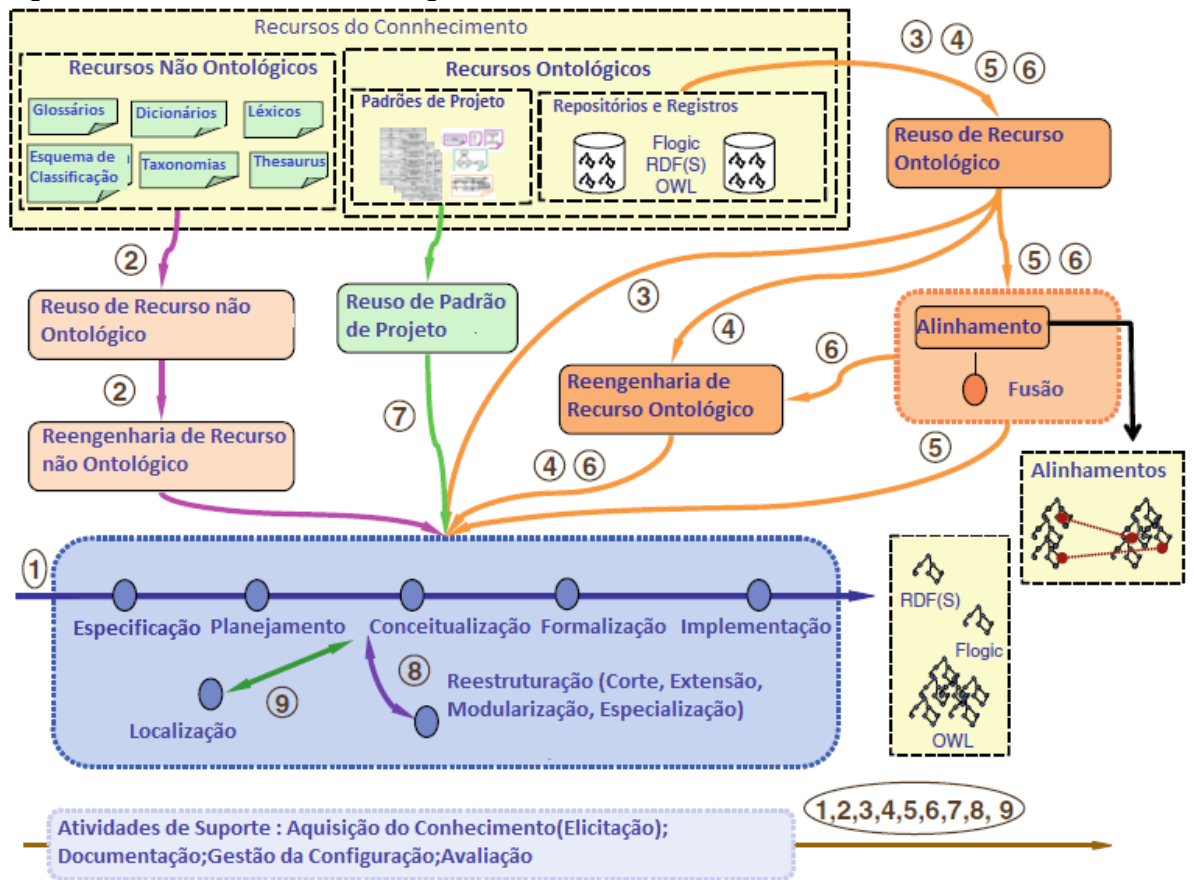 Recursos do Connhecimento
Recursos Não Ontológicos
Glossários
Dicionários
Léxicos
Esquema de
Classificação
Taxonomias
Thesaurus
Recursos Ontológicos
Padrões de Projeto
Repositórios e Registros
Flogic
RDF(S)
OWL
3 4
5 6
Reuso de Recurso
Ontológico
2
Reuso de Recurso não
Ontológico
2
Reengenharia de Recurso
não Ontológico
Reuso de Padrão
de Projeto
7
3
4
5 6
Reengenharia de
Recurso Ontológico
4 6
6
Alinhamento
Fusão
5
Alinhamentos
1
Especificação
Planejamento
Conceitualização
Formalização
Implementação
9
Localização
8
Reestruturação (Corte, Extensão,
Modularização, Especialização)
RDF(S)
Flogic
OWL
1,2,3,4,5,6,7,8, 9
Atividades de Suporte : Aquisição do Conhecimento(Elicitação);
Documentação;Gestão da Configuração;Avaliação